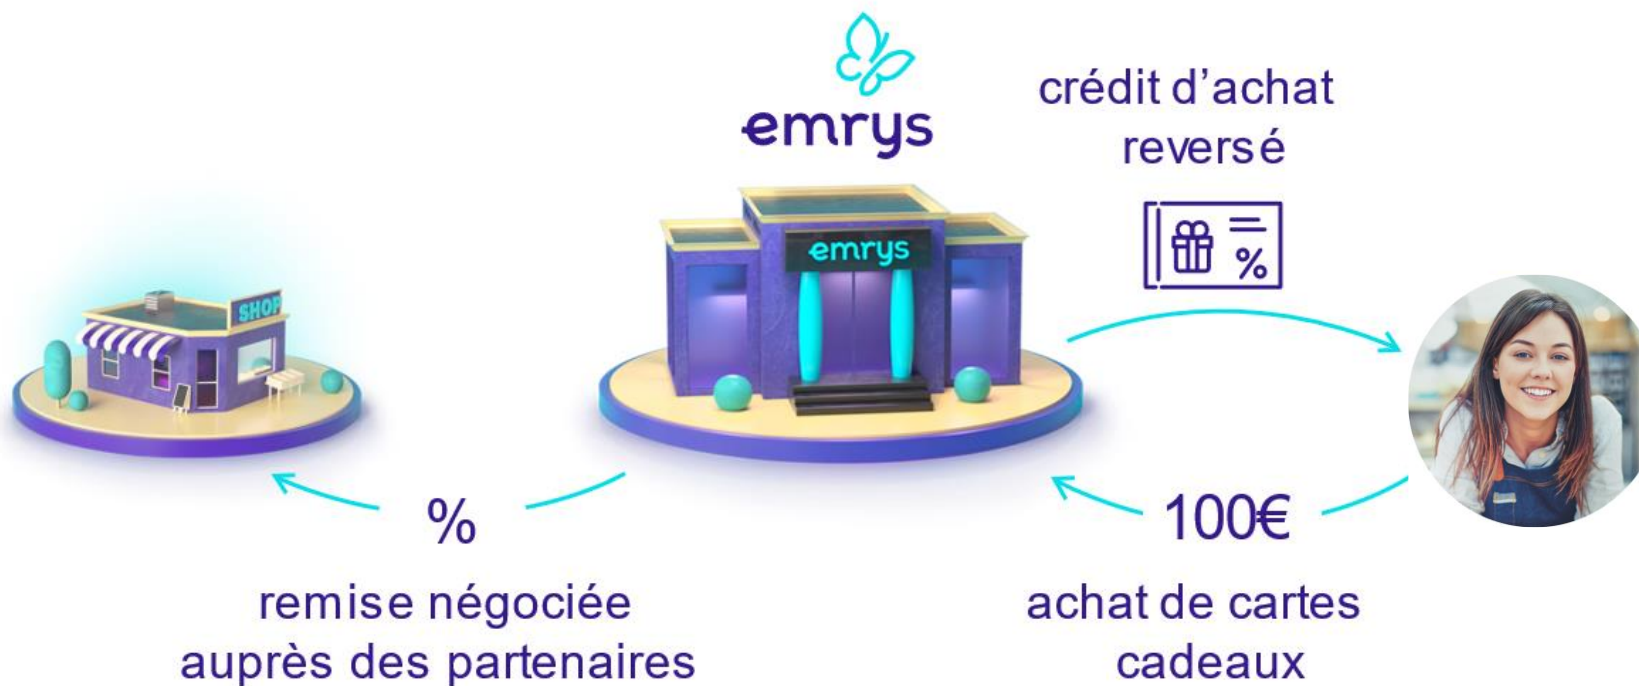 emrys
crédit d’achat
reversé
%
emrys
SHOP
%
remise négociée
auprès des partenaires
100€
achat de cartes
cadeaux